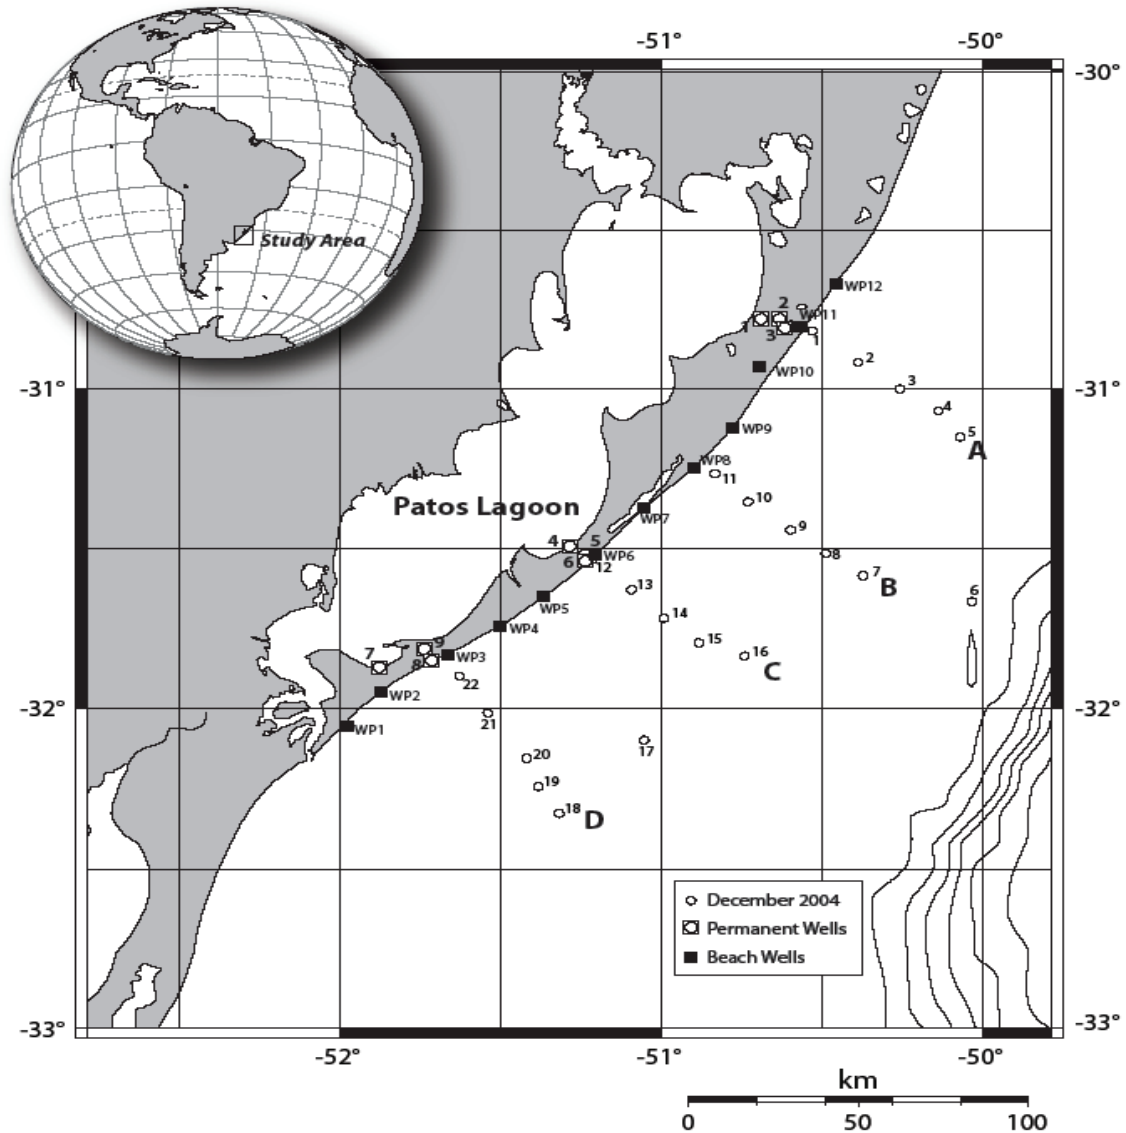 -51°
-50°
-30°
Study Area
WP12
2
WP11
1
3
1
2
WP10
3
-31°
-31°
4
5
WP9
A
WP8
11
Patos Lagoon
10
WP7
9
4
5
WP6
8
6
12
7
B
13
6
WP5
14
WP4
15
9
16
7
WP3
8
C
22
WP2
-32°
-32°
21
WP1
17
20
19
18
D
December 2004
Permanent Wells
Beach Wells
-33°
-33°
-52°
-51°
-50°
km
0
50
100